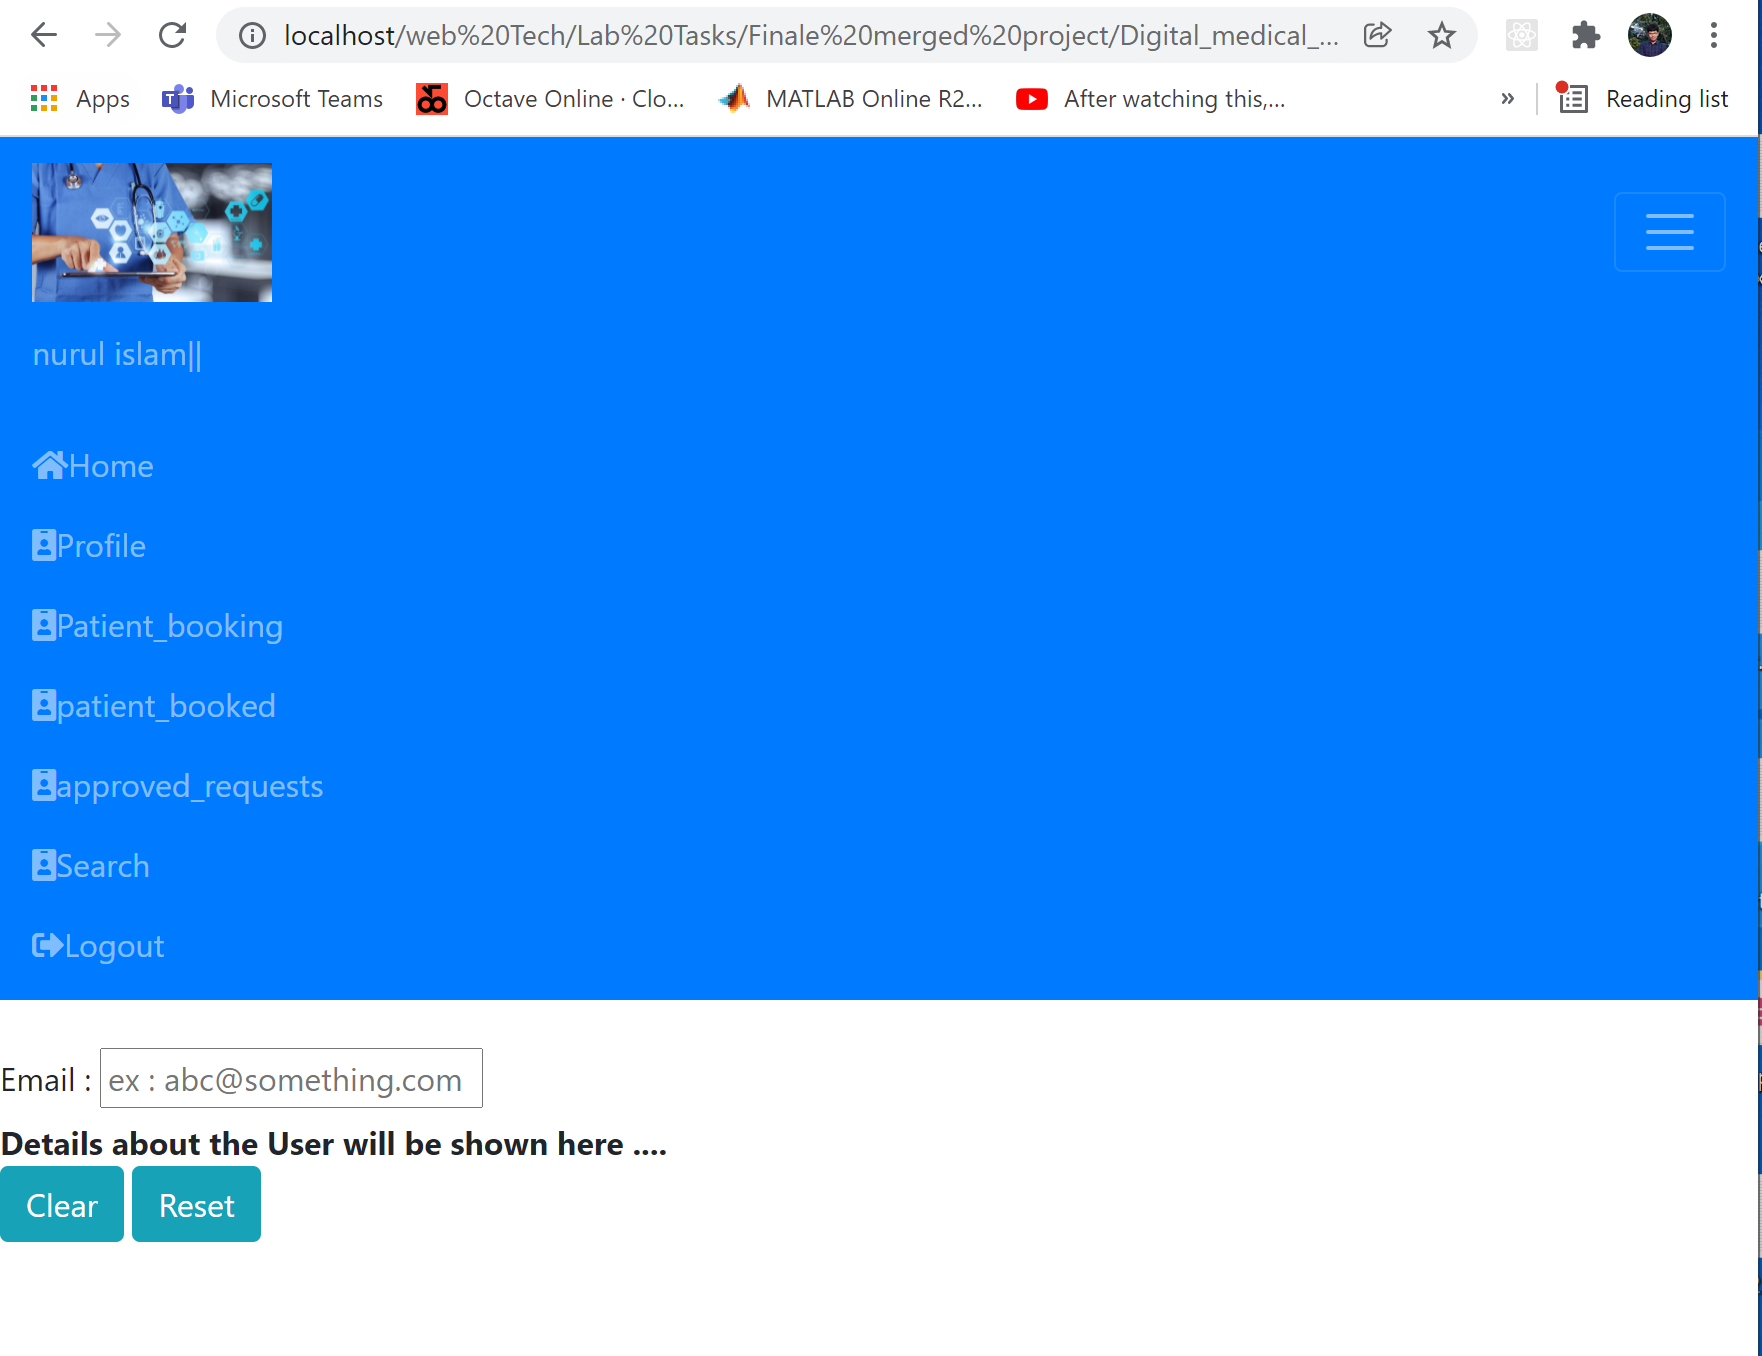 localhost/web%20Tech/Lab%20Tasks/Finale%20merged%20project/Digital_medical_...
Apps Microsoft Teams Octave Online · Clo... MATLAB Online R2... After watching this,... » Reading list
nurul islam||
Home
Profile
Patient_booking
patient_booked
approved_requests
Search
Logout
Email : ex : abc@something.com
Details about the User will be shown here ....
Clear Reset